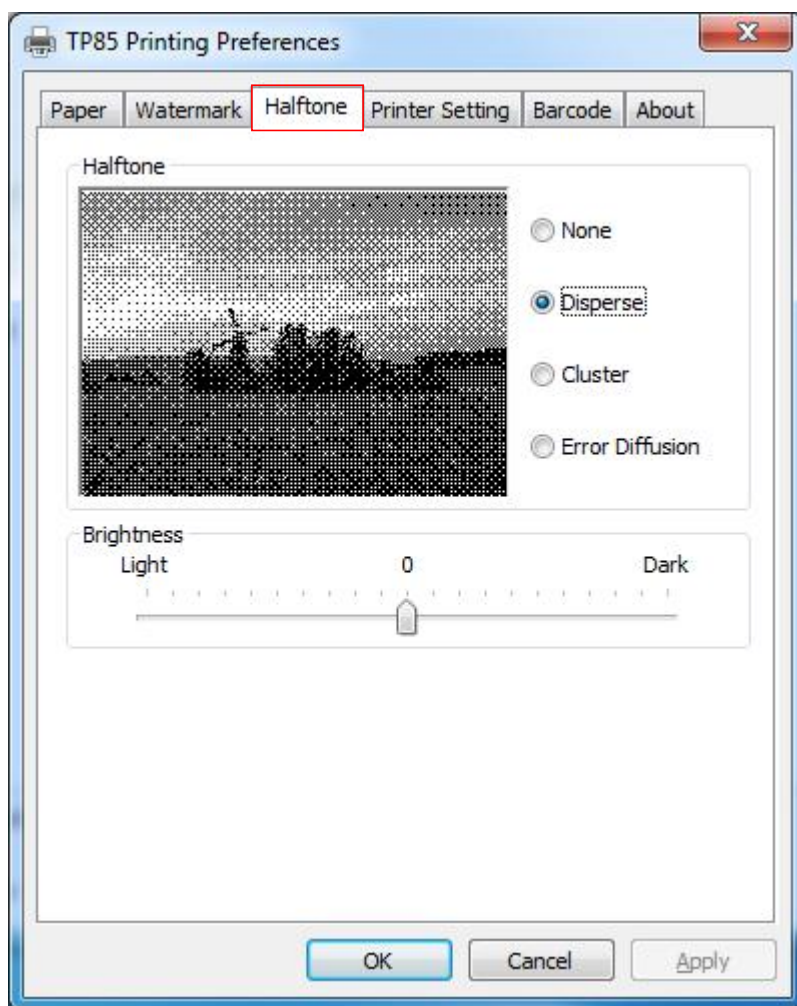 TP85 Printing Preferences
Paper Watermark Halftone Printer Setting Barcode About
Halftone
None
Disperse
Cluster
Error Diffusion
Brightness
Light 0 Dark
OK Cancel Apply